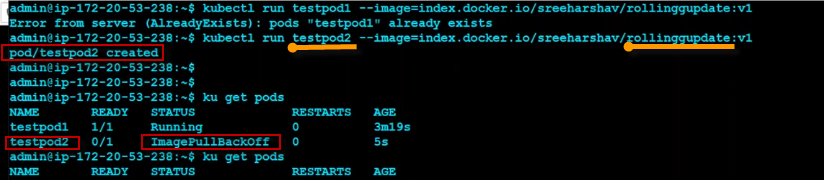 admin@ip-172-20-53-238:~$ kubectl run testpod1 --image=index.docker.io/sreeharshav/rollinggupdate:v1
Error from server (AlreadyExists): pods "testpod1" already exists
admin@ip-172-20-53-238:~$ kubectl run testpod2 --image=index.docker.io/sreeharshav/rollinggupdate:v1
pod/testpod2 created
admin@ip-172-20-53-238:~$
admin@ip-172-20-53-238:~$
admin@ip-172-20-53-238:~$ ku get pods
NAME READY STATUS RESTARTS AGE
testpod1 1/1 Running 0 3m19s
testpod2 0/1 ImagePullBackOff 0 5s
admin@ip-172-20-53-238:~$ ku get pods
NAME READY STATUS RESTARTS AGE